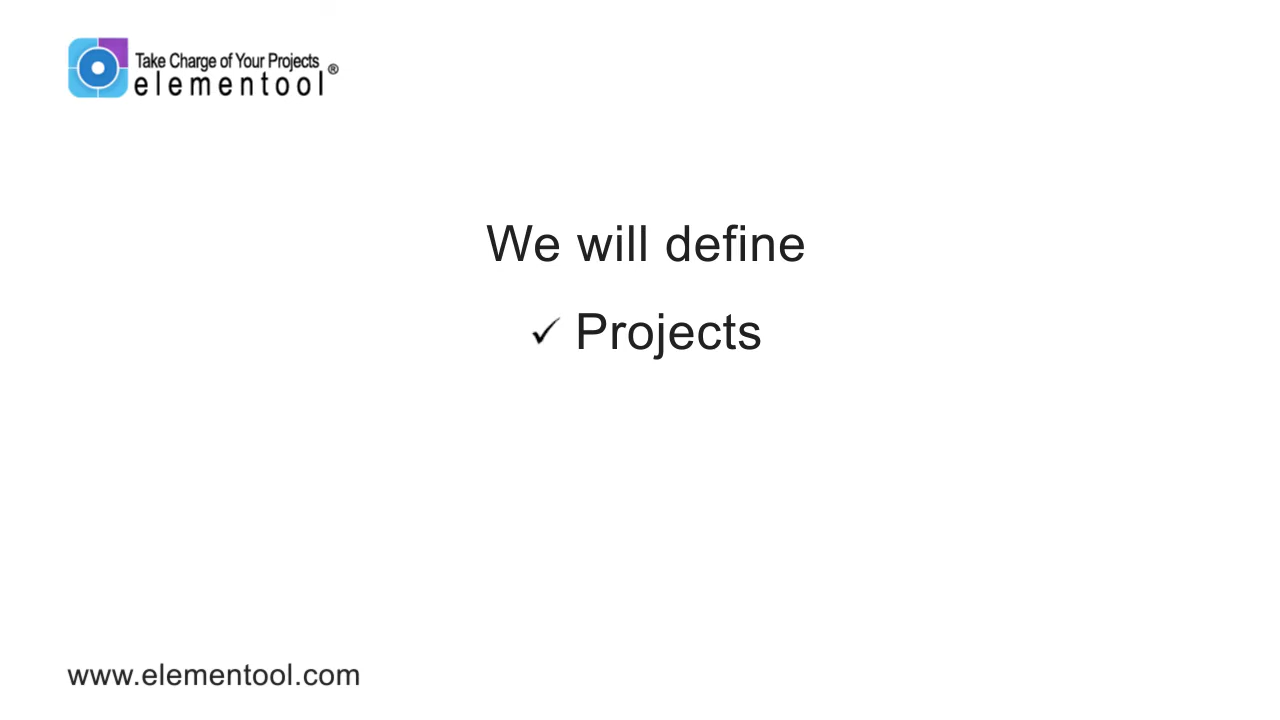 Take Charge of Your Projects
elementool®
We will define
✓ Projects
www.elementool.com